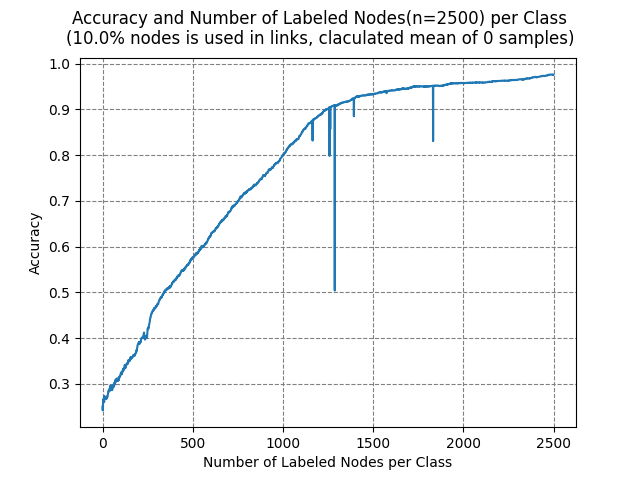 Accuracy and Number of Labeled Nodes(n=2500) per Class
(10.0% nodes is used in links, claculated mean of 0 samples)
1.0
0.9
0.8
0.7
0.6
0.5
0.4
0.3
Accuracy
0 500 1000 1500 2000 2500
Number of Labeled Nodes per Class